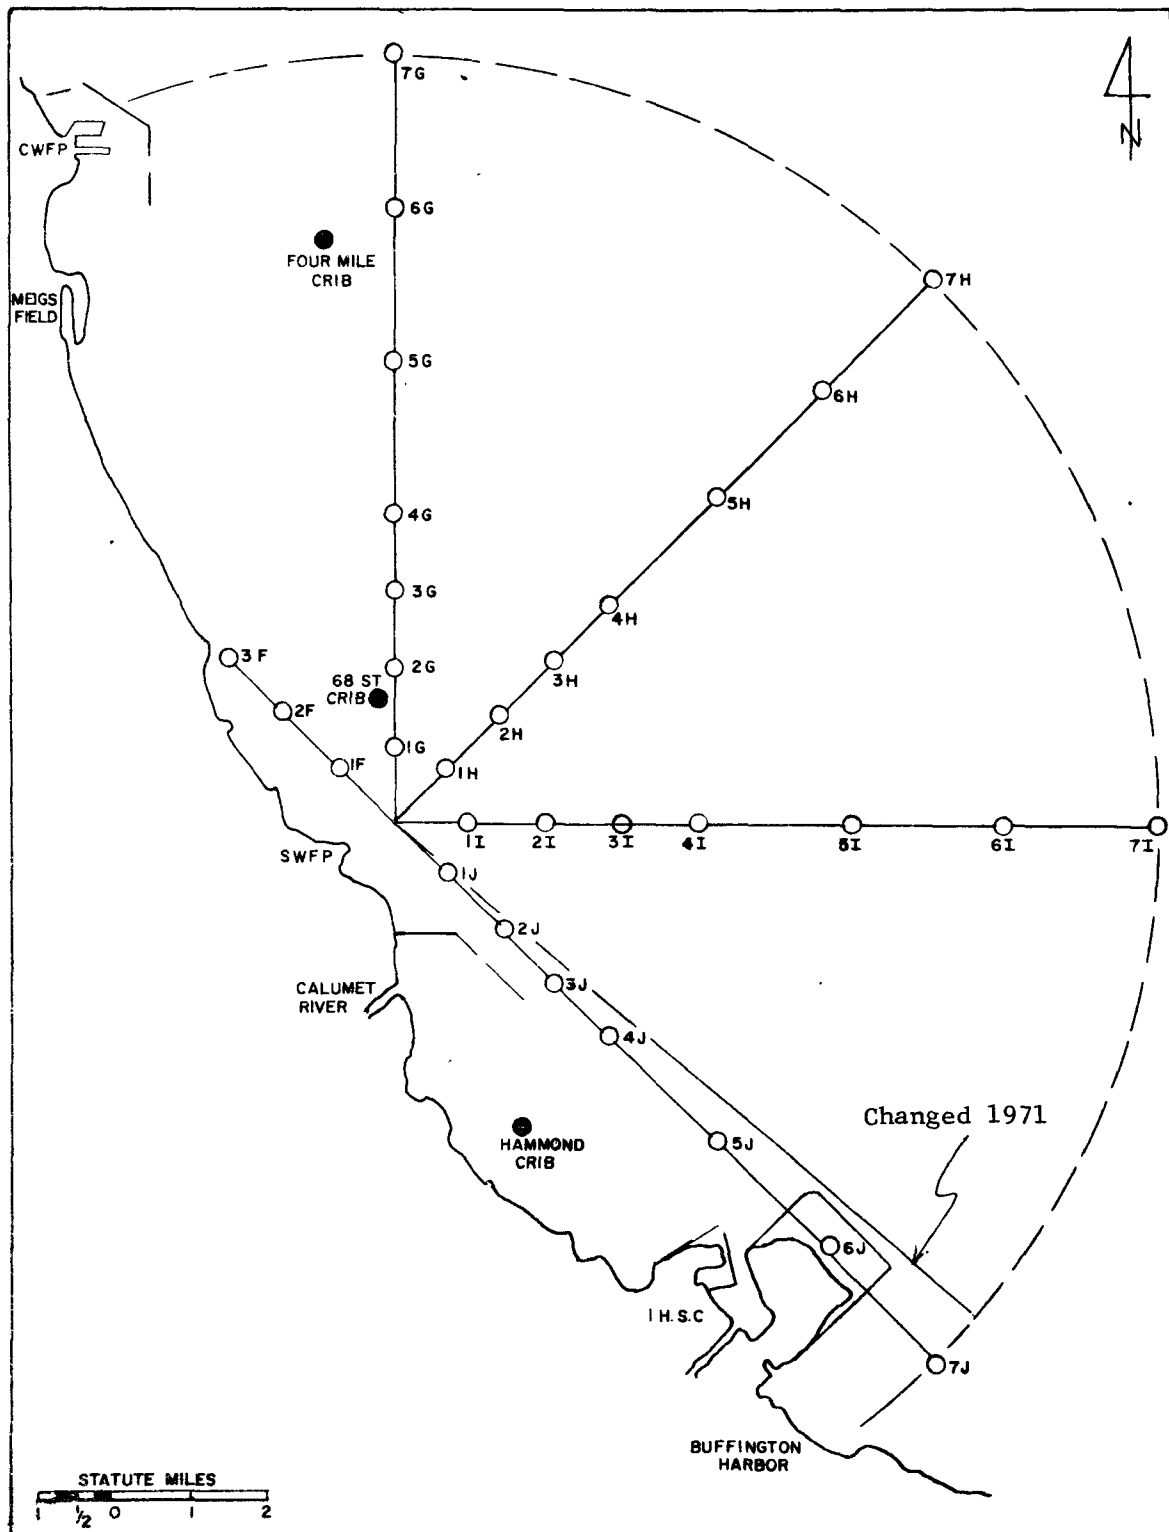 7G
N
CWFP
6G
FOUR MILE
CRIB
7H
MEIGS
FIELD
5G
6H
5H
4G
3G
4H
3F
2G
68 ST
CRIB
3H
2F
2H
1G
1F
1H
1I
2I
3I
4I
5I
6I
7I
SWFP
1J
2J
CALUMET
RIVER
3J
4J
Changed 1971
HAMMOND
CRIB
5J
6J
I H.S.C
7J
BUFFINGTON
HARBOR
STATUTE MILES
1 1/2 0 1 2